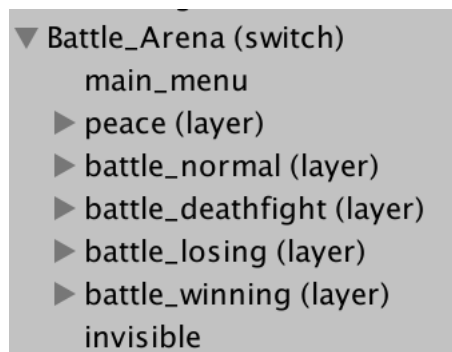 Battle_Arena (switch)
main_menu
peace (layer)
battle_normal (layer)
battle_deathfight (layer)
battle_losing (layer)
battle_winning (layer)
invisible